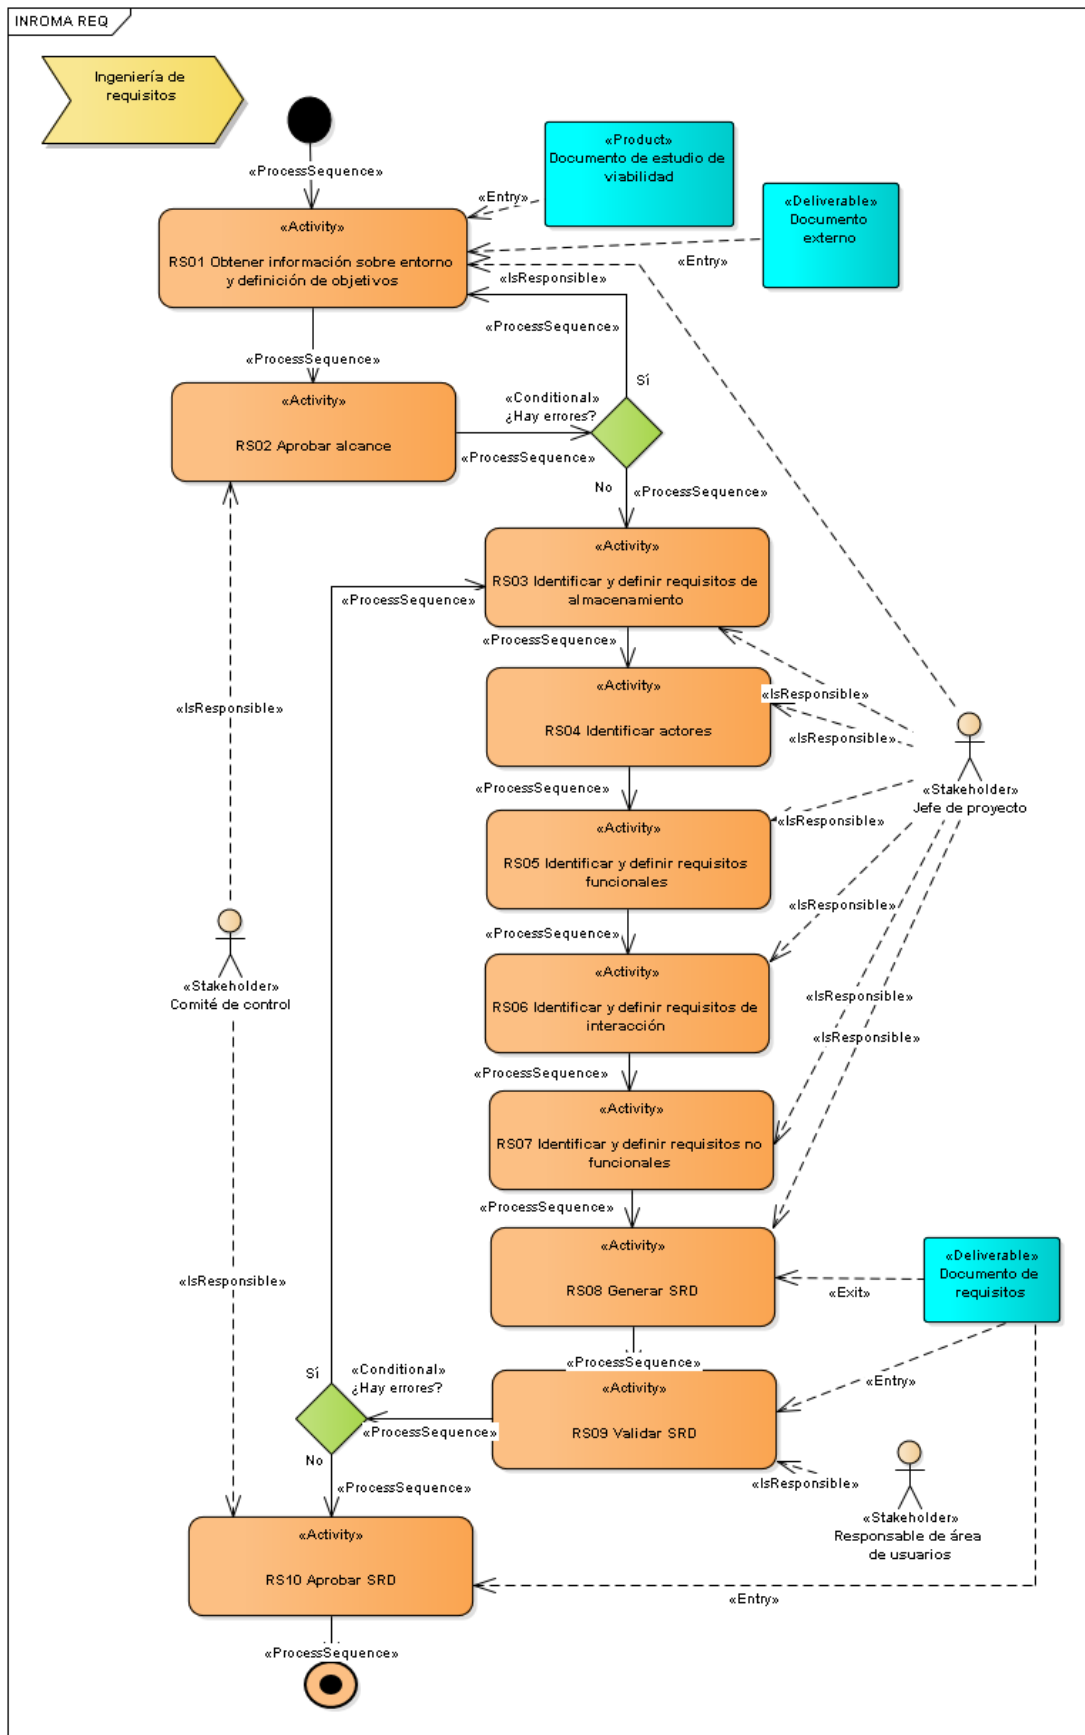 INROMA REQ
Ingeniería de
requisitos
«ProcessSequence»
«Product»
Documento de estudio de
viabilidad
«Entry»
«Deliverable»
Documento
externo
«Entry»
«Activity»
RS01 Obtener información sobre entorno
y definición de objetivos
«IsResponsible»
«ProcessSequence»
«ProcessSequence»
Sí
«Activity»
RS02 Aprobar alcance
«Conditional»
¿Hay errores?
«ProcessSequence»
No
«ProcessSequence»
«Activity»
RS03 Identificar y definir requisitos de
almacenamiento
«ProcessSequence»
«ProcessSequence»
«Activity»
RS04 Identificar actores
«IsResponsible»
«IsResponsible»
«IsResponsible»
«Stakeholder»
Jefe de proyecto
«ProcessSequence»
«IsResponsible»
«Activity»
RS05 Identificar y definir requisitos
funcionales
«IsResponsible»
«ProcessSequence»
«Stakeholder»
Comité de control
«Activity»
RS06 Identificar y definir requisitos de
interacción
«IsResponsible»
«IsResponsible»
«ProcessSequence»
«Activity»
RS07 Identificar y definir requisitos no
funcionales
«ProcessSequence»
«Activity»
RS08 Generar SRD
«IsResponsible»
«Deliverable»
Documento de
requisitos
«Exit»
«ProcessSequence»
«Entry»
«Activity»
RS09 Validar SRD
Sí
«Conditional»
¿Hay errores?
«ProcessSequence»
No
«ProcessSequence»
«IsResponsible»
«Stakeholder»
Responsable de área
de usuarios
«Activity»
RS10 Aprobar SRD
«Entry»
«ProcessSequence»